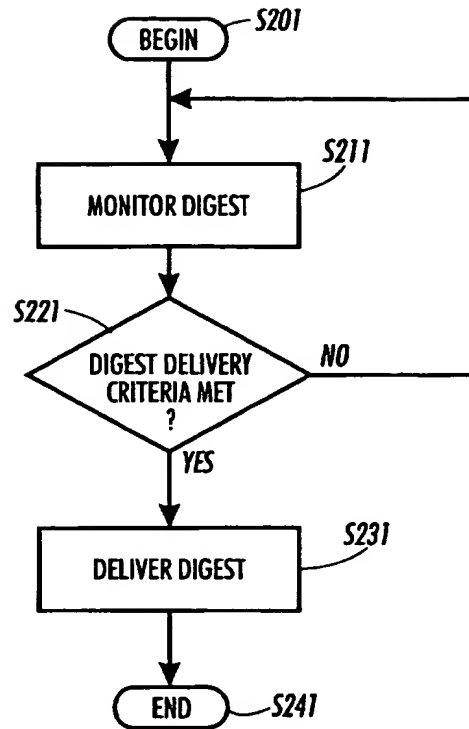 BEGIN
S201
S211
MONITOR DIGEST
S221
DIGEST DELIVERY
CRITERIA MET
?
NO
YES
S231
DELIVER DIGEST
END
S241